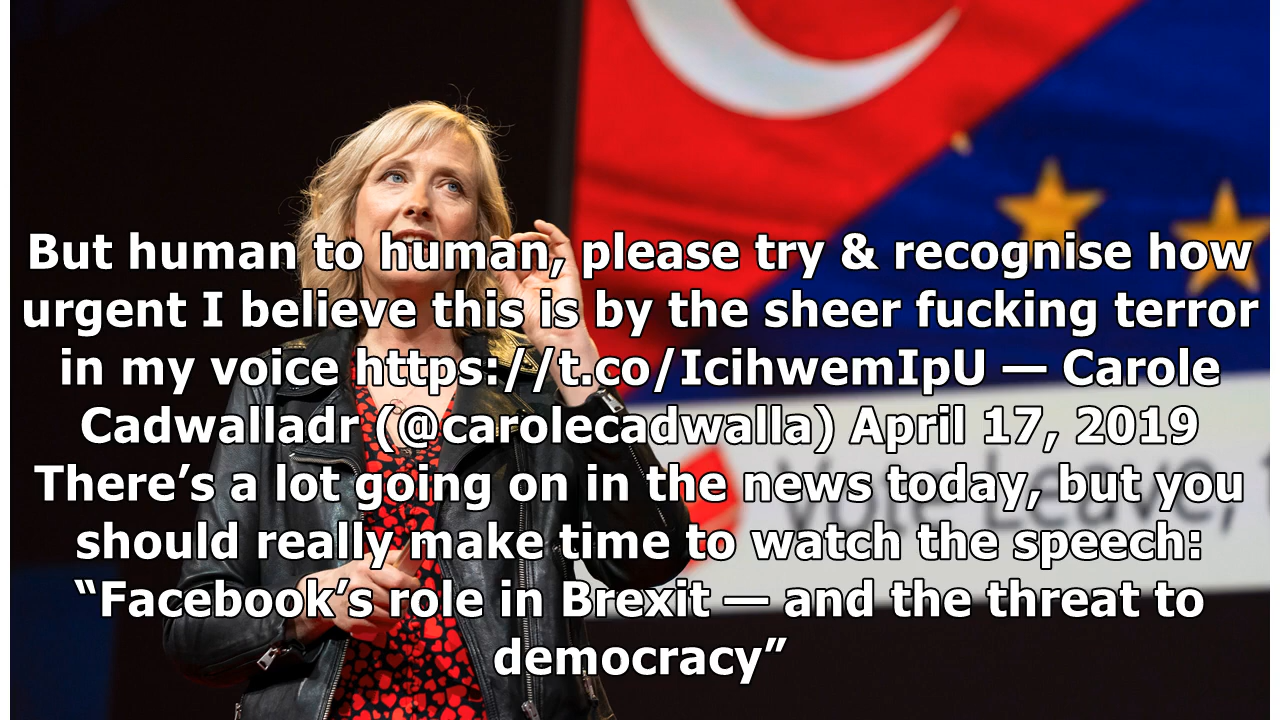 But human to human, please try & recognise how
urgent I believe this is by the sheer fucking terror
in my voice https://t.co/IcihwemIpU — Carole
Cadwalladr (@carolecadwalla) April 17, 2019
There’s a lot going on in the news today, but you
should really make time to watch the speech:
“Facebook’s role in Brexit — and the threat to
democracy”
Vote Leave,